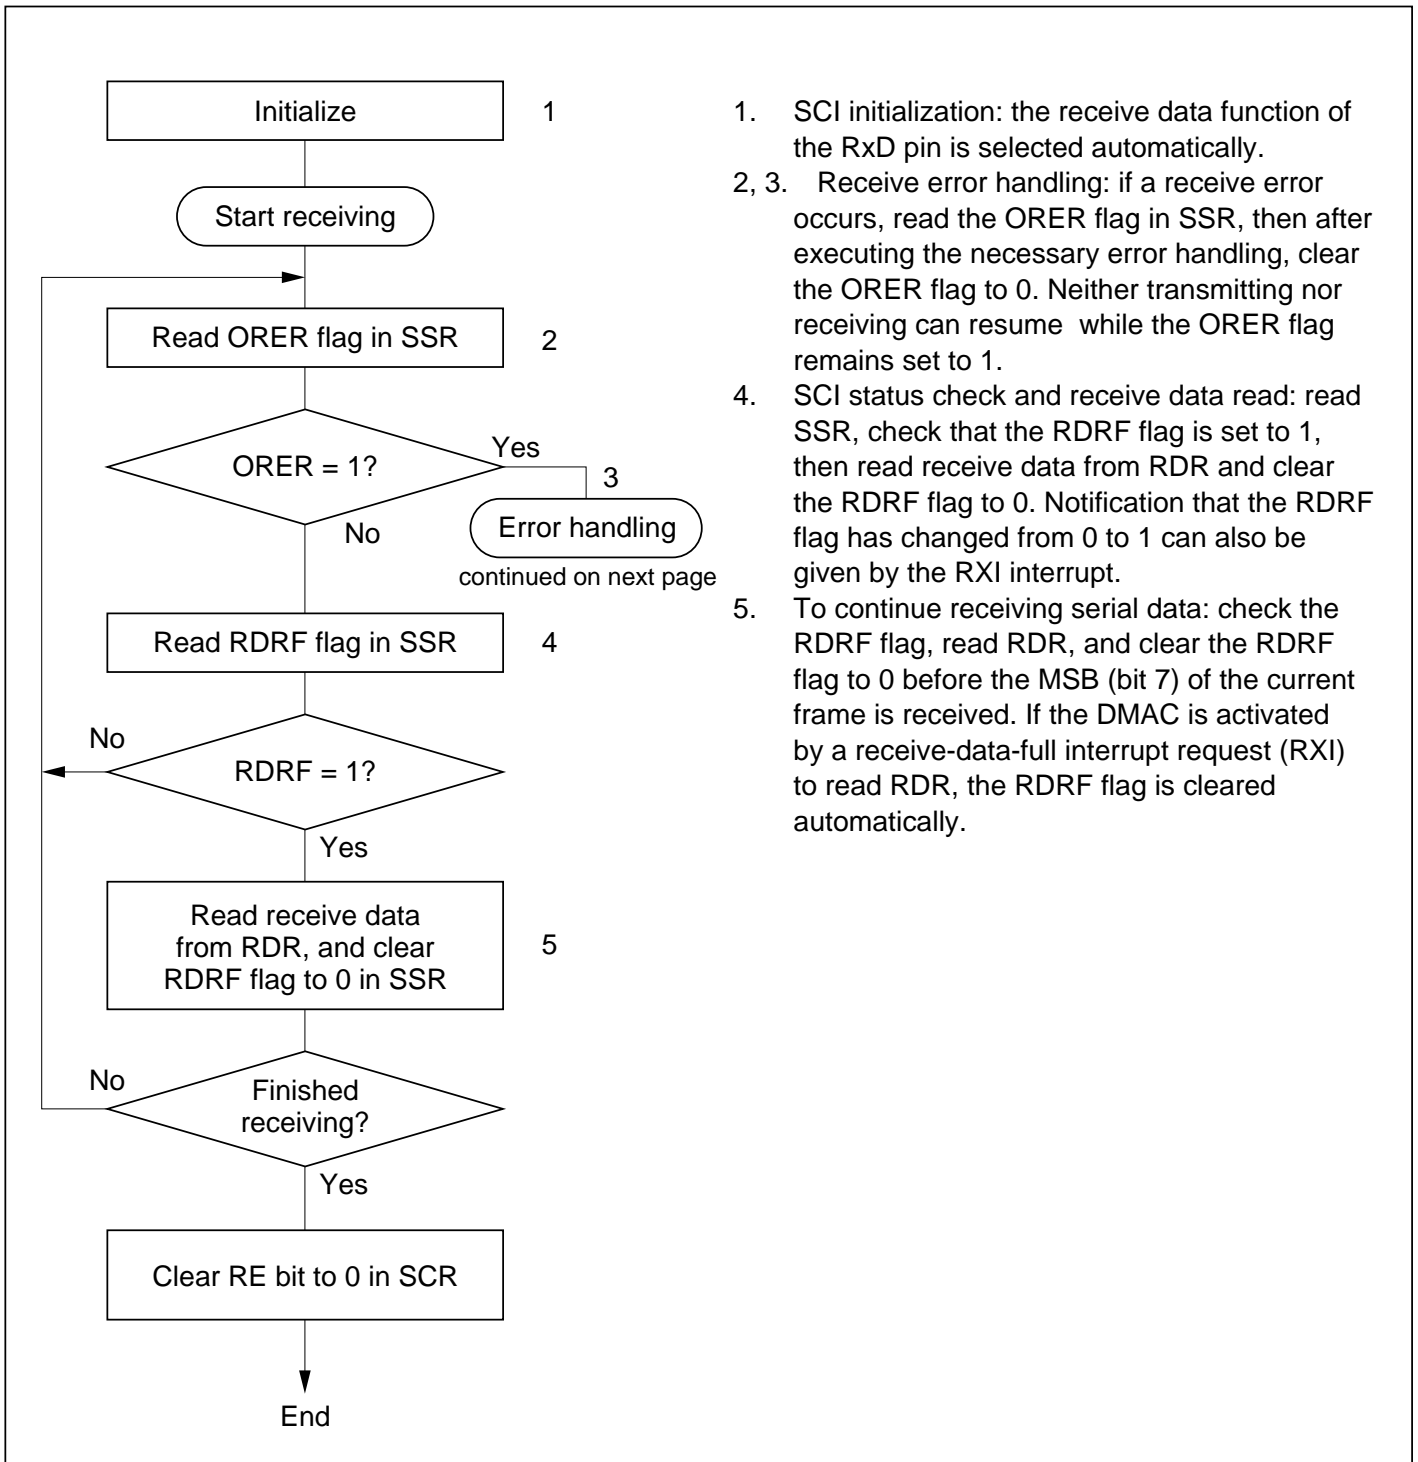 Initialize
1
Start receiving
Read ORER flag in SSR
2
ORER = 1?
Yes
No
3
Error handling
continued on next page
Read RDRF flag in SSR
4
No
RDRF = 1?
Yes
Read receive data
from RDR, and clear
RDRF flag to 0 in SSR
5
No
Finished
receiving?
Yes
Clear RE bit to 0 in SCR
End
1. SCI initialization: the receive data function of
the RxD pin is selected automatically.
2, 3. Receive error handling: if a receive error
occurs, read the ORER flag in SSR, then after
executing the necessary error handling, clear
the ORER flag to 0. Neither transmitting nor
receiving can resume while the ORER flag
remains set to 1.
4. SCI status check and receive data read: read
SSR, check that the RDRF flag is set to 1,
then read receive data from RDR and clear
the RDRF flag to 0. Notification that the RDRF
flag has changed from 0 to 1 can also be
given by the RXI interrupt.
5. To continue receiving serial data: check the
RDRF flag, read RDR, and clear the RDRF
flag to 0 before the MSB (bit 7) of the current
frame is received. If the DMAC is activated
by a receive-data-full interrupt request (RXI)
to read RDR, the RDRF flag is cleared
automatically.